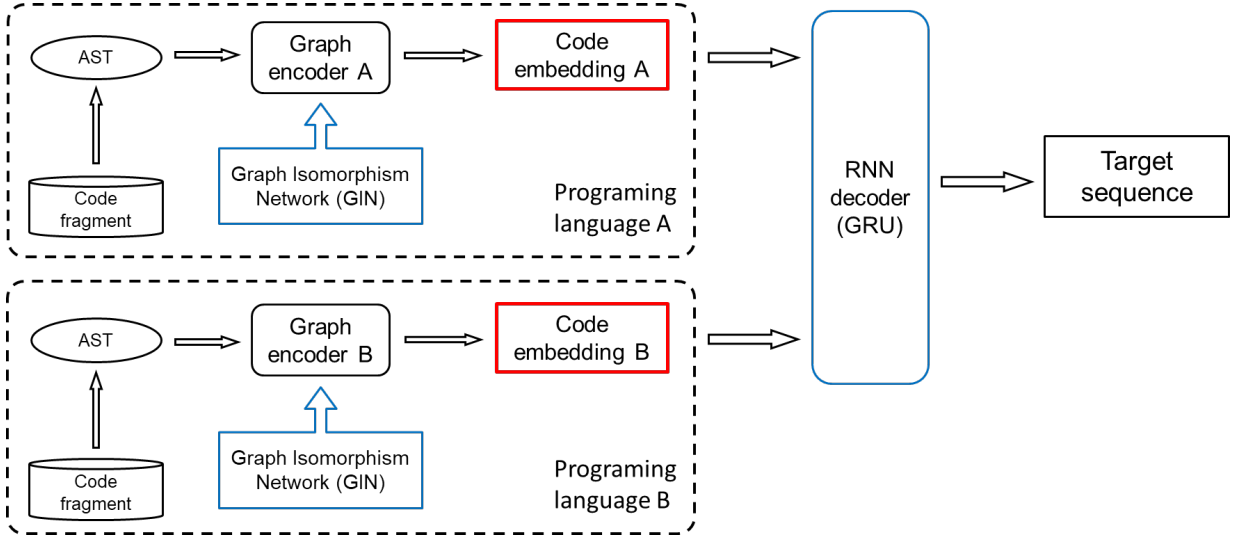 AST
Graph
encoder A
Code
embedding A
Graph Isomorphism
Network (GIN)
Code
fragment
Programing
language A
AST
Graph
encoder B
Code
embedding B
Graph Isomorphism
Network (GIN)
Code
fragment
Programing
language B
RNN
decoder
(GRU)
Target
sequence